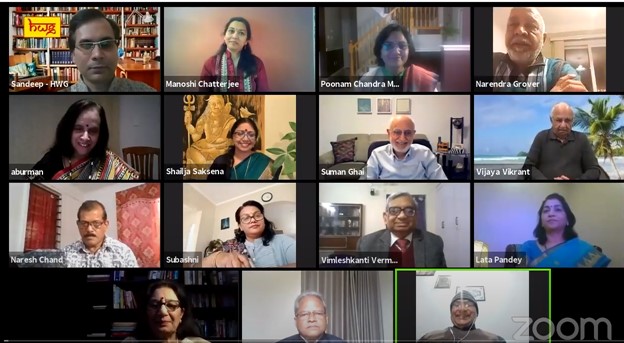 hwg
Sandeep - HWG
Manoshi Chatterjee
Poonam Chandra M...
Narendra Grover
aburman
Shailja Saksena
Suman Ghai
Vijaya Vikrant
Naresh Chand
Subashni
Vimleshkanti Verm...
Lata Pandey
zoom